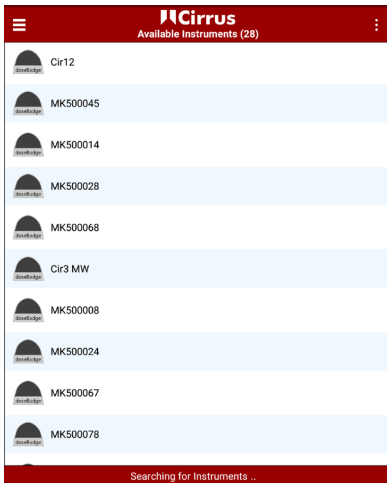 Cirrus
Available Instruments (28)
doseBadge Cir12
doseBadge MK500045
doseBadge MK500014
doseBadge MK500028
doseBadge MK500068
doseBadge Cir3 MW
doseBadge MK500008
doseBadge MK500024
doseBadge MK500067
doseBadge MK500078
Searching for Instruments ..